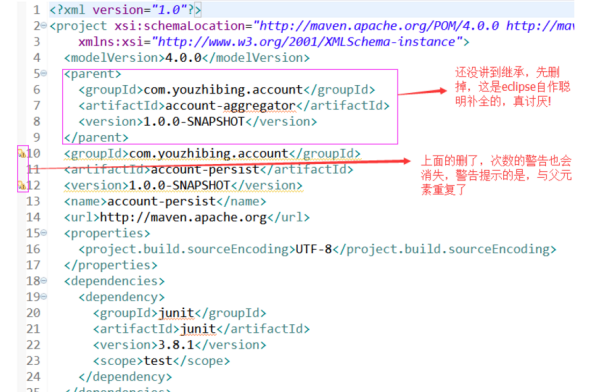 1 <?xml version="1.0"?>
2 <project xsi:schemaLocation="http://maven.apache.org/POM/4.0.0 http://mav
3 xmlns:xsi="http://www.w3.org/2001/XMLSchema-instance">
4 <modelVersion>4.0.0</modelVersion>
5 <parent>
6 <groupId>com.youzhibing.account</groupId>
7 <artifactId>account-aggregator</artifactId>
8 <version>1.0.0-SNAPSHOT</version>
9 </parent>
还没讲到继承，先删
掉，这是eclipse自作聪
明补全的，真讨厌!
10 <groupId>com.youzhibing.account</groupId>
11 <artifactId>account-persist</artifactId>
12 <version>1.0.0-SNAPSHOT</version>
上面的删了，次数的警告也会
消失，警告提示的是，与父元
素重复了
13 <name>account-persist</name>
14 <url>http://maven.apache.org</url>
15 <properties>
16 <project.build.sourceEncoding>UTF-8</project.build.sourceEncoding>
17 </properties>
18 <dependencies>
19 <dependency>
20 <groupId>junit</groupId>
21 <artifactId>junit</artifactId>
22 <version>3.8.1</version>
23 <scope>test</scope>
24 </dependency>